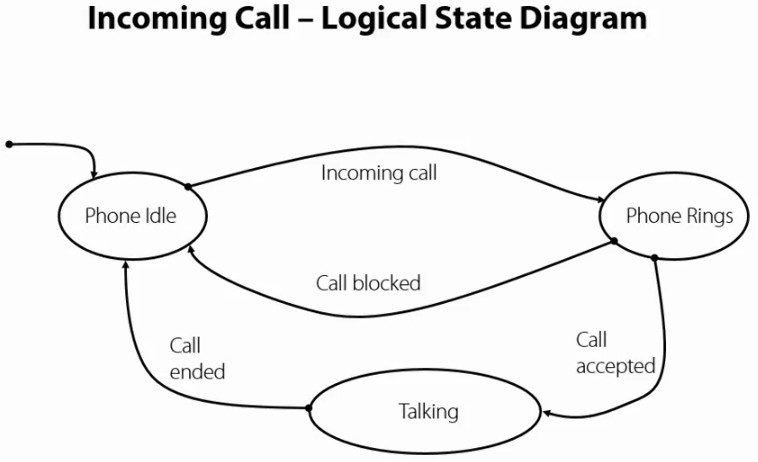 Incoming Call – Logical State Diagram
Incoming call
Phone Idle
Phone Rings
Call blocked
Call
ended
Call
accepted
Talking